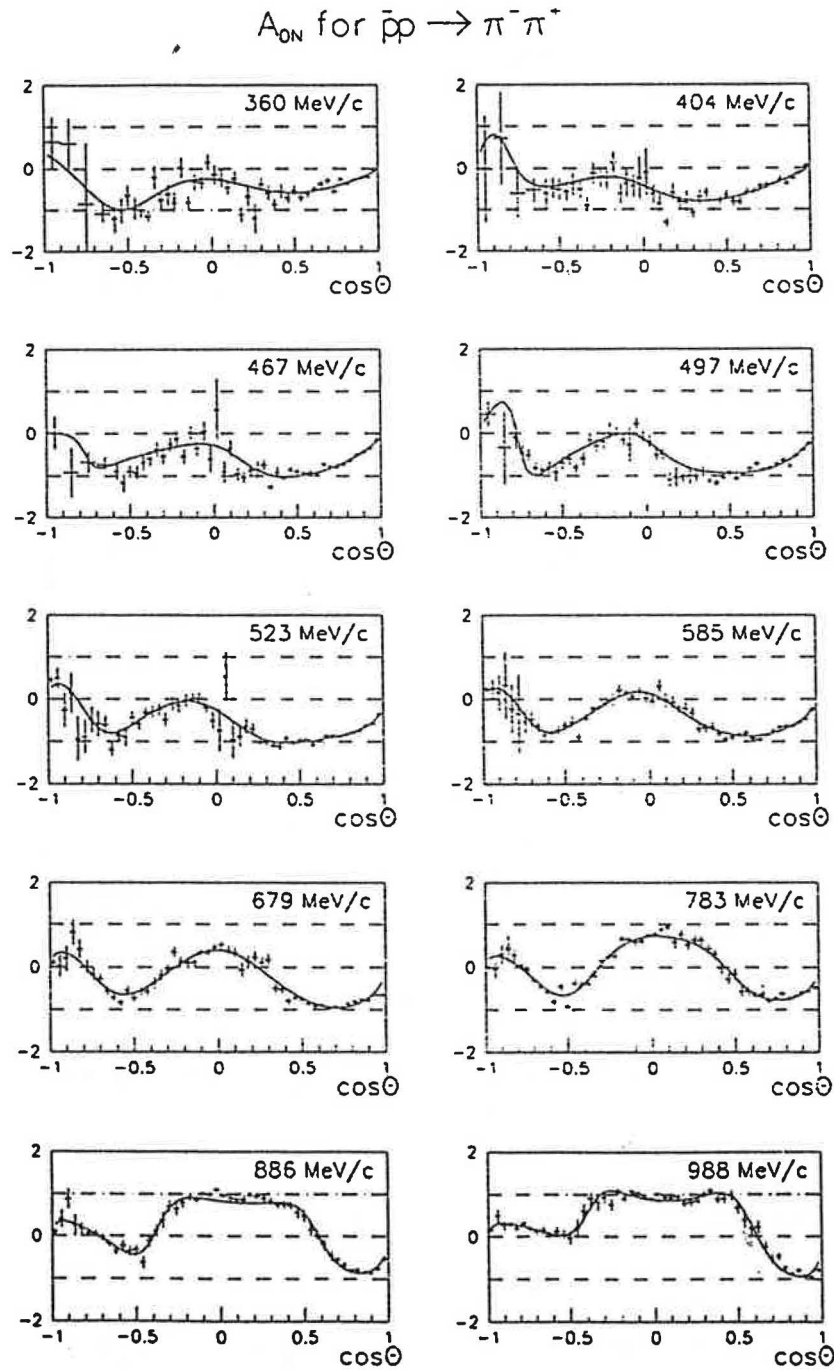 A₀N for p̄p → π⁻π⁺
360 MeV/c
2
0
-2
-1 -0.5 0 0.5 1
cosΘ
404 MeV/c
2
0
-2
-1 -0.5 0 0.5 1
cosΘ
467 MeV/c
2
0
-2
-1 -0.5 0 0.5 1
cosΘ
497 MeV/c
2
0
-2
-1 -0.5 0 0.5 1
cosΘ
523 MeV/c
2
0
-2
-1 -0.5 0 0.5 1
cosΘ
585 MeV/c
2
0
-2
-1 -0.5 0 0.5 1
cosΘ
679 MeV/c
2
0
-2
-1 -0.5 0 0.5 1
cosΘ
783 MeV/c
2
0
-2
-1 -0.5 0 0.5 1
cosΘ
886 MeV/c
2
0
-2
-1 -0.5 0 0.5 1
cosΘ
988 MeV/c
2
0
-2
-1 -0.5 0 0.5 1
cosΘ